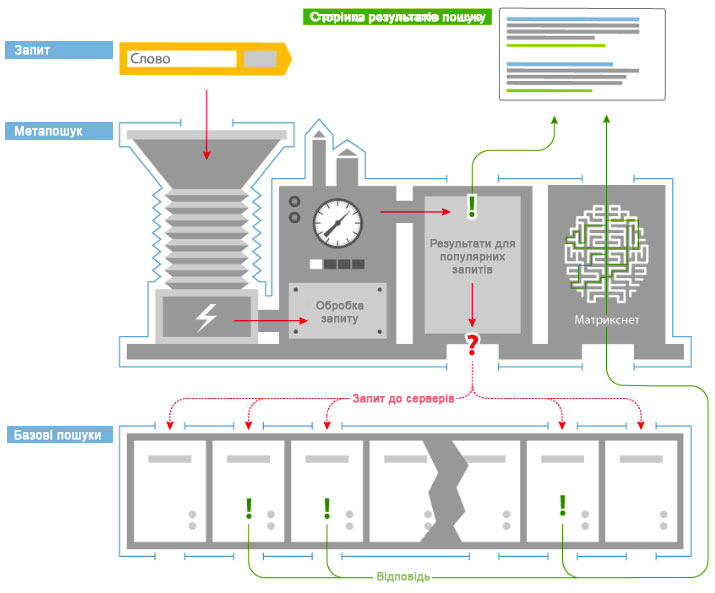 Сторінка результатів пошуку
Запит
Слово
Метапошук
!
Результати для
популярних
запитів
Обробка
запиту
Матрикснет
?
Запит до серверів
Базові пошуки
! ! !
Відповідь